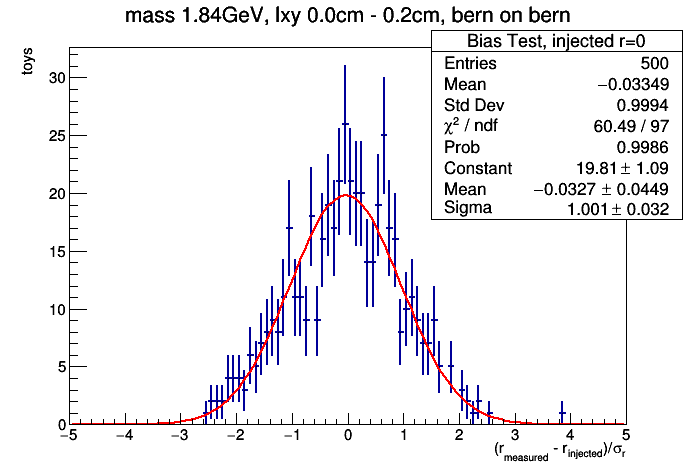 mass 1.84GeV, lxy 0.0cm - 0.2cm, bern on bern
toys
Bias Test, injected r=0
Entries 500
Mean −0.03349
Std Dev 0.9994
χ² / ndf 60.49 / 97
Prob 0.9986
Constant 19.81 ± 1.09
Mean −0.0327 ± 0.0449
Sigma 1.001 ± 0.032
30
25
20
15
10
5
0
−5 −4 −3 −2 −1 0 1 2 3 4 5
(r_measured - r_injected)/σ_r